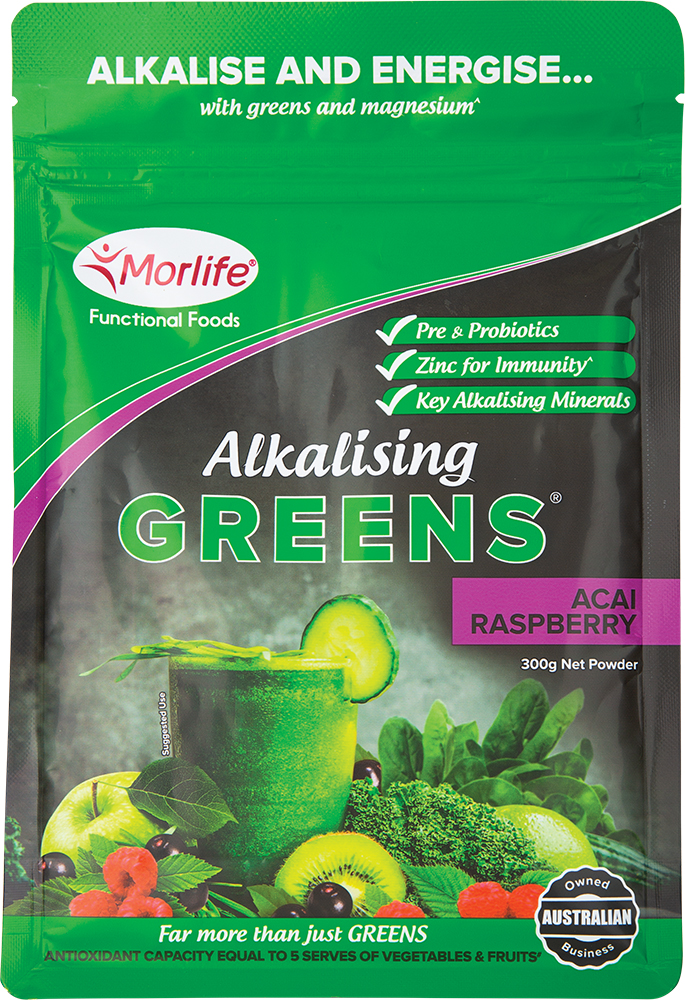 ALKALISE AND ENERGISE...
with greens and magnesium^
Morlife®
Functional Foods
Pre & Probiotics
Zinc for Immunity^
Key Alkalising Minerals
Alkalising
GREENS®
ACAI
RASPBERRY
300g Net Powder
Suggested Use
Owned
AUSTRALIAN
Business
Far more than just GREENS
ANTIOXIDANT CAPACITY EQUAL TO 5 SERVES OF VEGETABLES & FRUITS#